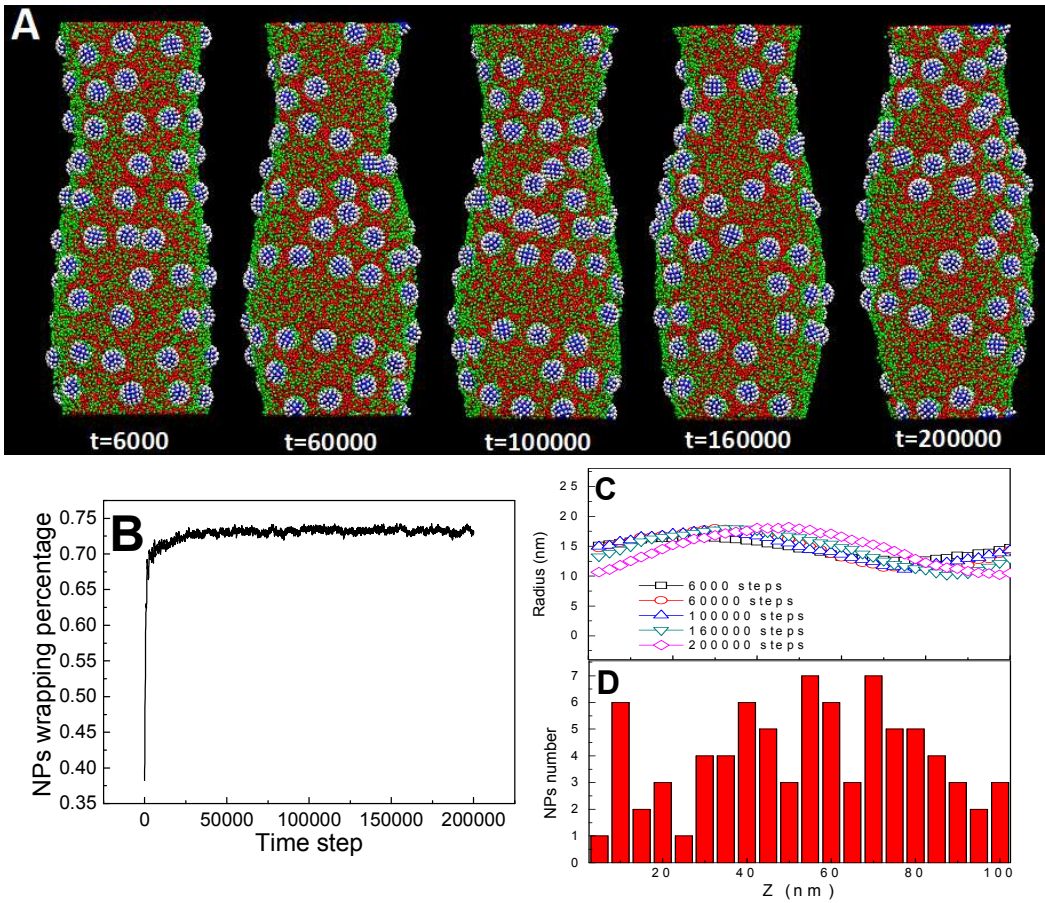 A
t=6000
t=60000
t=100000
t=160000
t=200000
B
NPs wrapping percentage
0.75
0.70
0.65
0.60
0.55
0.50
0.45
0.40
0.35
0 50000 100000 150000 200000
Time step
C
Radius (nm)
25
20
15
10
5
0
6000 steps
60000 steps
100000 steps
160000 steps
200000 steps
D
NPs number
7
6
5
4
3
2
1
0
20 40 60 80 100
Z (nm)